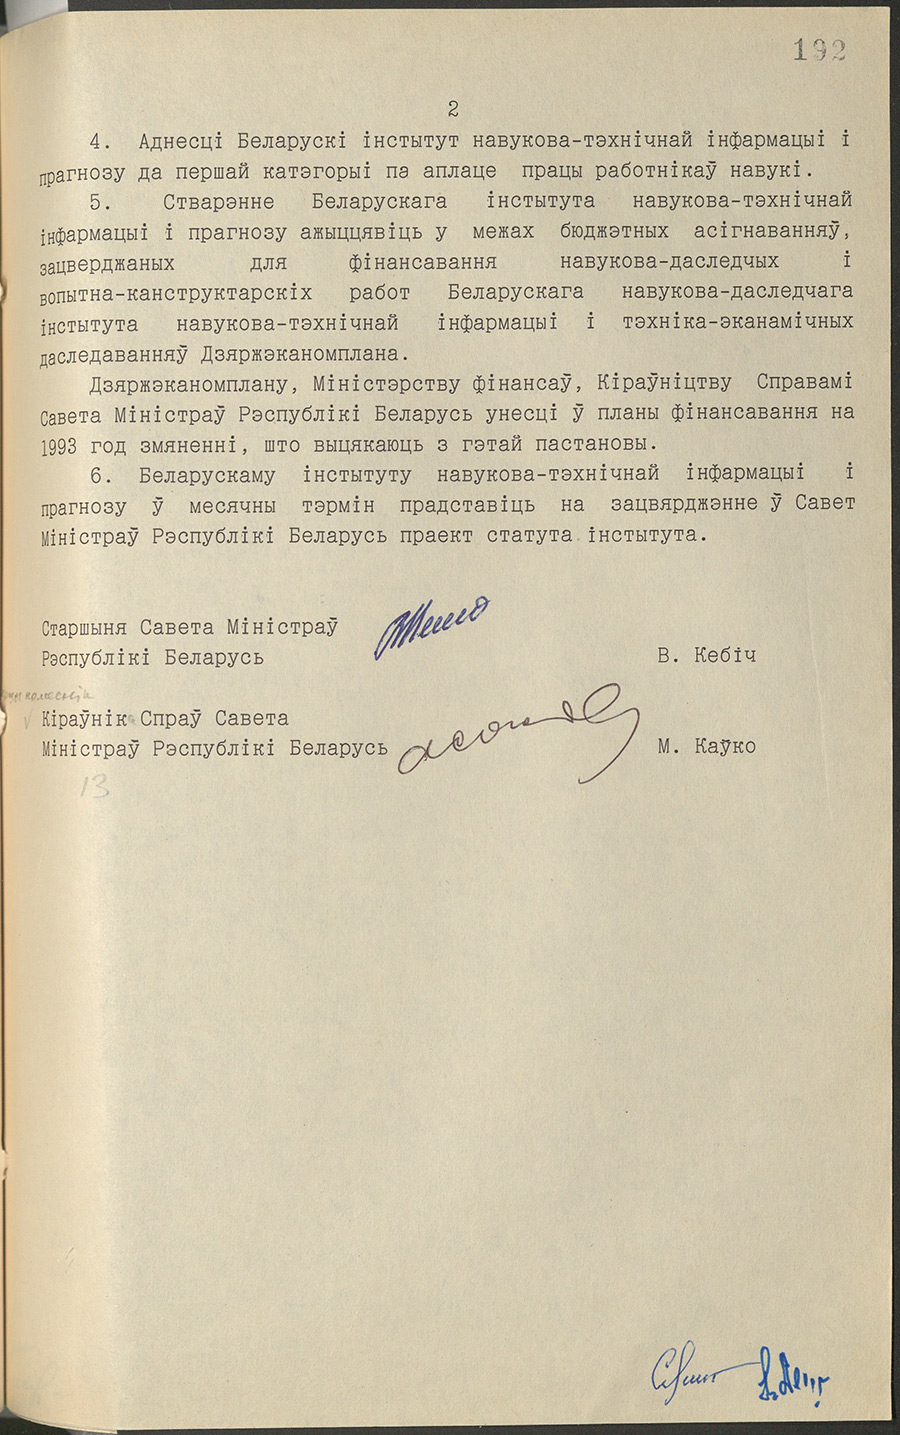 192
2
4. Аднесці Беларускі інстытут навукова-тэхнічнай інфармацыі і
прагнозу да першай катэгорыі па аплаце працы работнікаў навукі.
5. Стварэнне Беларускага інстытута навукова-тэхнічнай
інфармацыі і прагнозу ажыццявіць у межах бюджэтных асігнаванняў,
зацверджаных для фінансавання навукова-даследчых і
вопытна-канструктарскіх работ Беларускага навукова-даследчага
інстытута навукова-тэхнічнай інфармацыі і тэхніка-эканамічных
даследаванняў Дзяржэканомплана.
Дзяржэканомплану, Міністэрству фінансаў, Кіраўніцтву Справамі
Савета Міністраў Рэспублікі Беларусь унесці ў планы фінансавання на
1993 год змяненні, што выцякаюць з гэтай пастановы.
6. Беларускаму інстытуту навукова-тэхнічнай інфармацыі і
прагнозу ў месячны тэрмін прадставіць на зацвярджэнне ў Савет
Міністраў Рэспублікі Беларусь праект статута інстытута.
Старшыня Савета Міністраў
Рэспублікі Беларусь В. Кебіч
Кіраўнік Спраў Савета
Міністраў Рэспублікі Беларусь М. Каўко
13